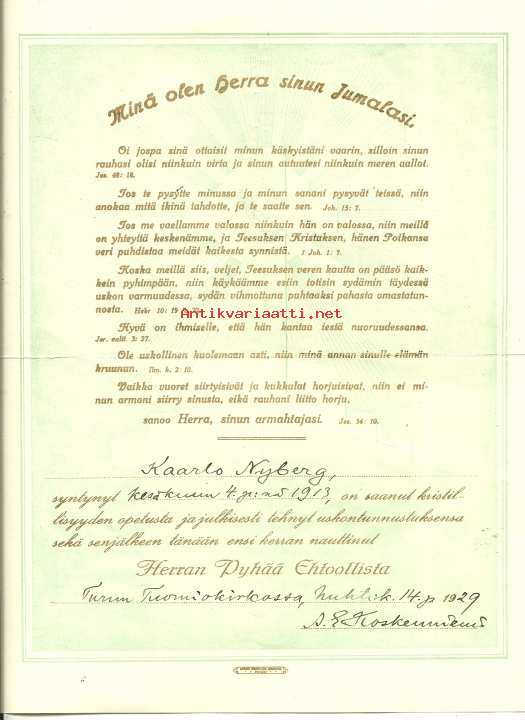 Minä olen Herra sinun Jumalasi.
Oi jospa sinä ottaisit minun käskyistäni vaarin, silloin sinun
rauhasi olisi niinkuin virta ja sinun autuutesi niinkuin meren aallot.
Jes. 48: 18.
Jos te pysytte minussa ja minun sanani pysyvät teissä, niin
anokaa mitä ikinä tahdotte, ja te saatte sen. Joh. 15: 7.
Jos me vaellamme valossa niinkuin hän on valossa, niin meillä
on yhteytiä keskenämme, ja Jeesuksen Kristuksen, hänen Poikansa
veri puhdistaa meidät kaikesta synnistä. 1 Joh. 1: 7.
Koska meillä siis, veljet, Jeesuksen veren kautta on pääsö kaik-
kein pyhimpään, niin käykäämme esiin totisin sydämin täydessä
uskon varmuudessa, sydän vihmottuna puhtaaksi pahasta omastatun-
nosta. Hebr 10: 19
Antikvariaatti.net
Hyvä on ihmiselle, että hän kantaa iestä nuoruudessansa.
Jer. valit. 3: 27.
Ole uskollinen kuolemaan asti, niin minä annan sinulle elämän
kruunun. Ilm. k. 2: 10.
Vaikka vuoret siirtyisivät ja kukkulat horjuisivat, niin ei mi-
nun armoni siirry sinusta, eikä rauhani liitto horju,
sanoo Herra, sinun armahtajasi. Jes. 54: 10.
Kaarlo Nyberg,
syntynyt kesäkuun 4. p:nä 1913, on saanut kristil-
lisyyden opetusta ja julkisesti tehnyt uskontunnustuksensa
sekä senjälkeen tänään ensi kerran nauttinut
Herran Pyhää Ehtoollista
Turun Tuomiokirkossa, huhtik. 14. p 1929
A. E. Koskenniemi